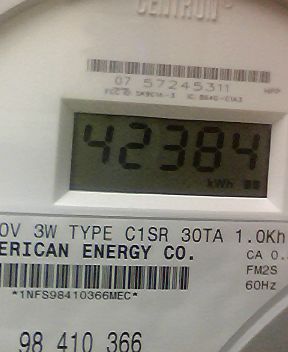 CENTRON
07 57245311
42384
kWh
0V 3W TYPE C1SR 30TA 1.0Kh
ERICAN ENERGY CO.
CA 0.
FM2S
60Hz
*1NFS98410366MEC*
98 410 366